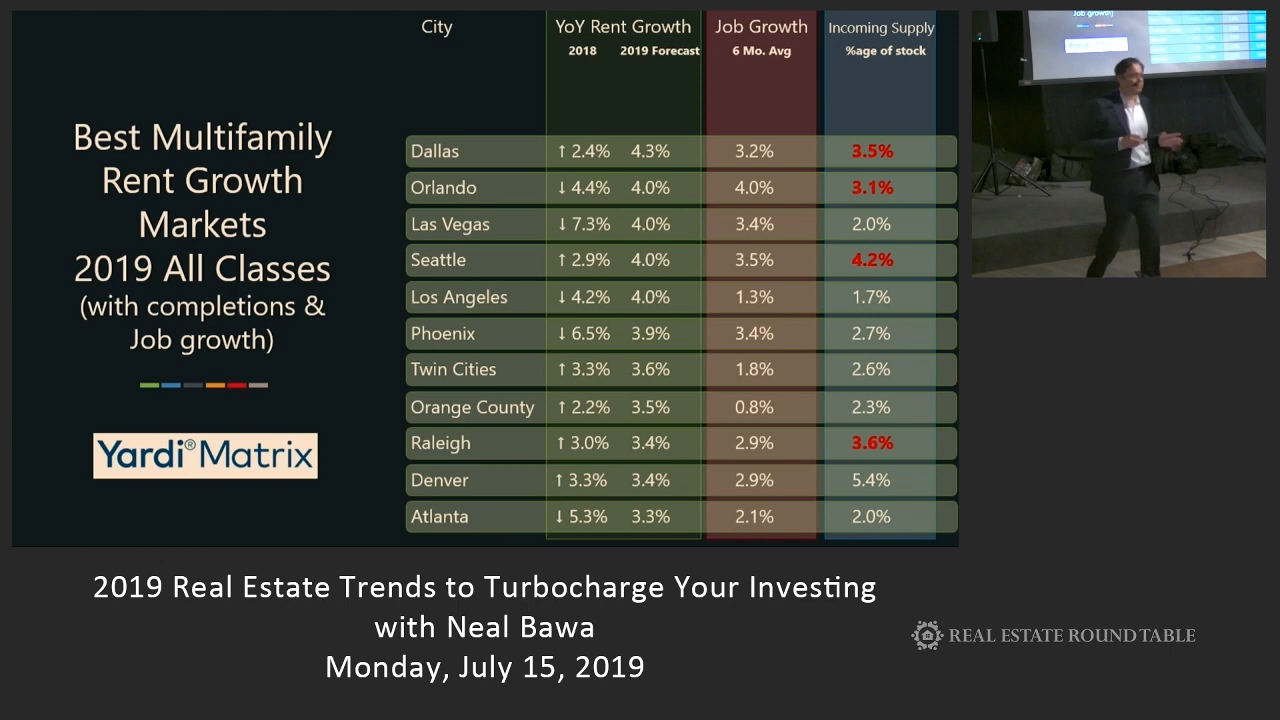 City YoY Rent Growth Job Growth Incoming Supply
2018 2019 Forecast 6 Mo. Avg %age of stock
Best Multifamily
Rent Growth
Markets
2019 All Classes
(with completions &
Job growth)
Yardi® Matrix
Dallas ↑ 2.4% 4.3% 3.2% 3.5%
Orlando ↓ 4.4% 4.0% 4.0% 3.1%
Las Vegas ↓ 7.3% 4.0% 3.4% 2.0%
Seattle ↑ 2.9% 4.0% 3.5% 4.2%
Los Angeles ↓ 4.2% 4.0% 1.3% 1.7%
Phoenix ↓ 6.5% 3.9% 3.4% 2.7%
Twin Cities ↑ 3.3% 3.6% 1.8% 2.6%
Orange County ↑ 2.2% 3.5% 0.8% 2.3%
Raleigh ↑ 3.0% 3.4% 2.9% 3.6%
Denver ↑ 3.3% 3.4% 2.9% 5.4%
Atlanta ↓ 5.3% 3.3% 2.1% 2.0%
Job growth)
2019 Real Estate Trends to Turbocharge Your Investing
with Neal Bawa
Monday, July 15, 2019
REAL ESTATE ROUND TABLE